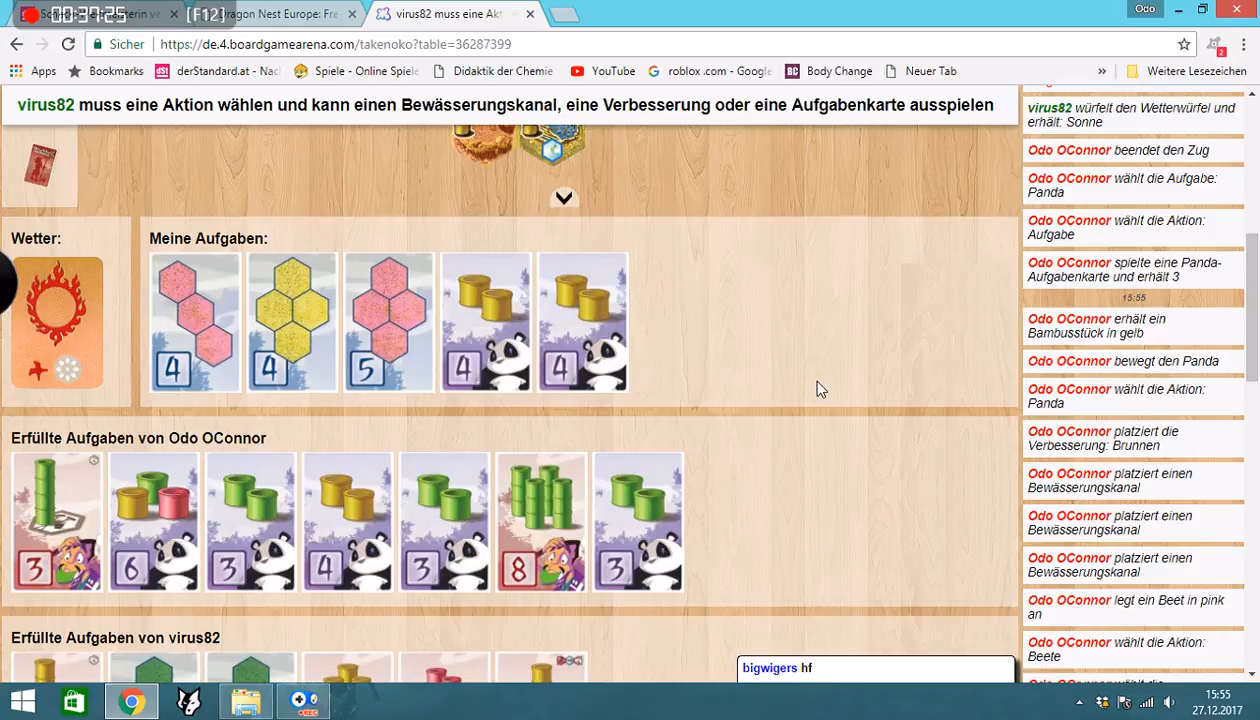 00:37:25 [F12]
Dragon Nest Europe: Fre
virus82 muss eine Akt
Odo
Sicher https://de.4.boardgamearena.com/takenoko?table=36287399
2
Apps Bookmarks derStandard.at - Nach Spiele - Online Spiele Didaktik der Chemie YouTube roblox .com - Google Body Change Neuer Tab » Weitere Lesezeichen
virus82 muss eine Aktion wählen und kann einen Bewässerungskanal, eine Verbesserung oder eine Aufgabenkarte ausspielen
Wetter:
Meine Aufgaben:
4 4 5 4 4
Erfüllte Aufgaben von Odo OConnor
3 6 3 4 3 8 3
Erfüllte Aufgaben von virus82
bigwigers hf
virus82 würfelt den Wetterwürfel und
erhält: Sonne
Odo OConnor beendet den Zug
Odo OConnor wählt die Aufgabe:
Panda
Odo OConnor wählt die Aktion:
Aufgabe
Odo OConnor spielte eine Panda-
Aufgabenkarte und erhält 3
15:55
Odo OConnor erhält ein
Bambusstück in gelb
Odo OConnor bewegt den Panda
Odo OConnor wählt die Aktion:
Panda
Odo OConnor platziert die
Verbesserung: Brunnen
Odo OConnor platziert einen
Bewässerungskanal
Odo OConnor platziert einen
Bewässerungskanal
Odo OConnor platziert einen
Bewässerungskanal
Odo OConnor legt ein Beet in pink
an
Odo OConnor wählt die Aktion:
Beete
REC
15:55
27.12.2017